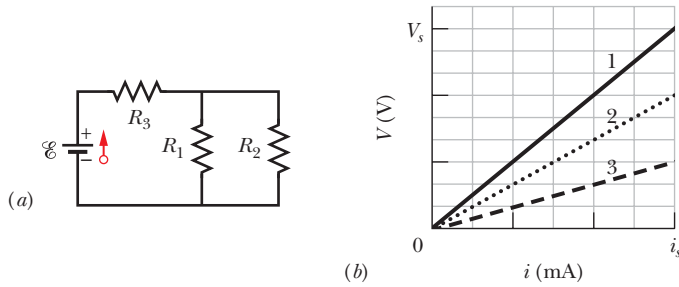 R₃
ℰ
+
−
R₁
R₂
(a)
Vₛ
V (V)
1
2
3
0
iₛ
i (mA)
(b)